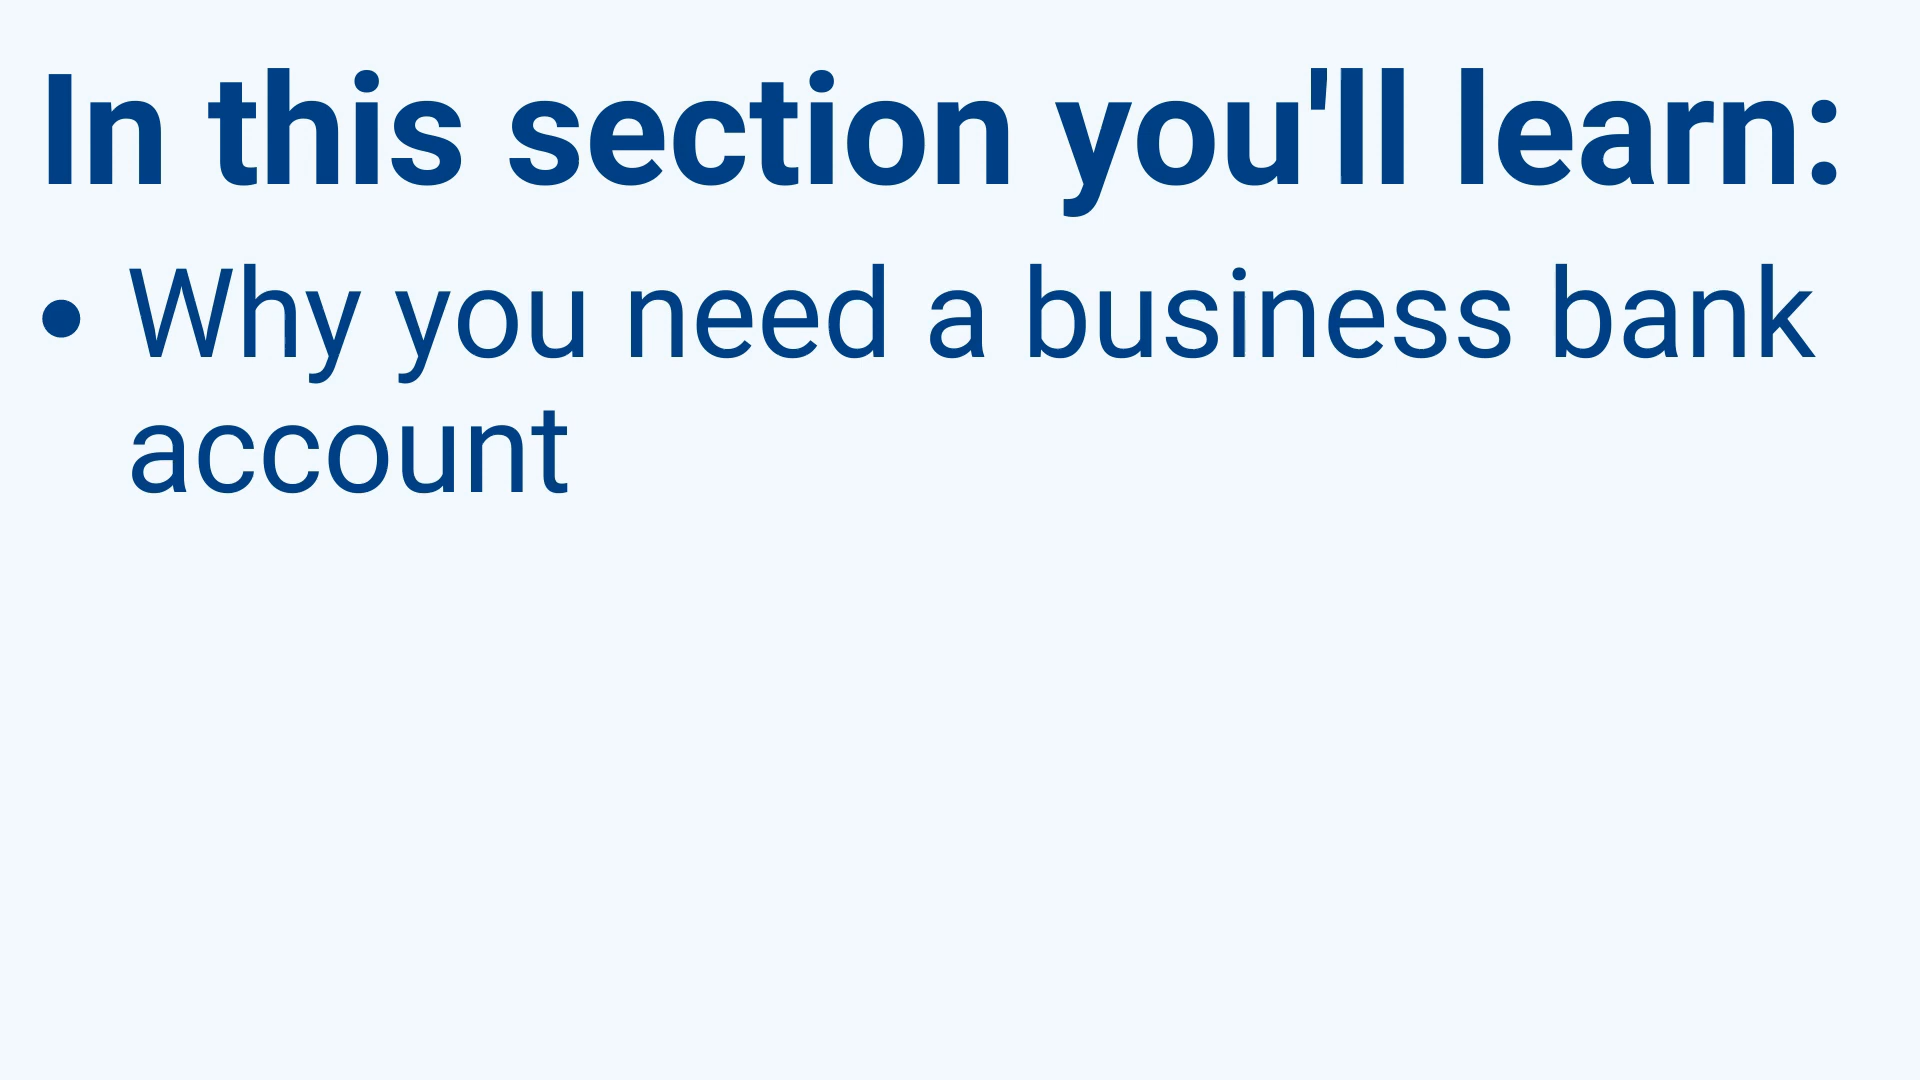 In this section you'll learn:
• Why you need a business bank
account